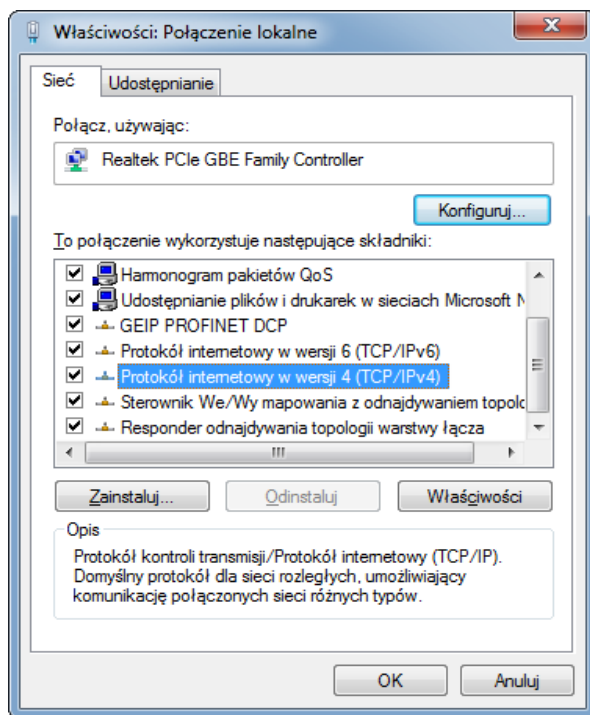 Właściwości: Połączenie lokalne
Sieć
Udostępnianie
Połącz, używając:
Realtek PCIe GBE Family Controller
Konfiguruj...
To połączenie wykorzystuje następujące składniki:
Harmonogram pakietów QoS
Udostępnianie plików i drukarek w sieciach Microsoft N
GEIP PROFINET DCP
Protokół internetowy w wersji 6 (TCP/IPv6)
Protokół internetowy w wersji 4 (TCP/IPv4)
Sterownik We/Wy mapowania z odnajdywaniem topolo
Responder odnajdywania topologii warstwy łącza
Zainstaluj...
Odinstaluj
Właściwości
Opis
Protokół kontroli transmisji/Protokół internetowy (TCP/IP).
Domyślny protokół dla sieci rozległych, umożliwiający
komunikację połączonych sieci różnych typów.
OK
Anuluj